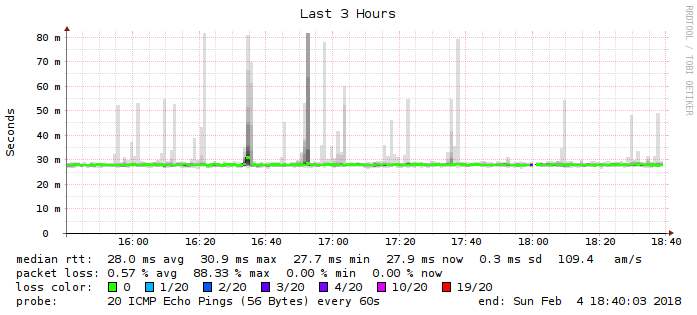 Last 3 Hours
RRDTOOL / TOBI OETIKER
Seconds
80 m
70 m
60 m
50 m
40 m
30 m
20 m
10 m
0
16:00 16:20 16:40 17:00 17:20 17:40 18:00 18:20 18:40
median rtt: 28.0 ms avg 30.9 ms max 27.7 ms min 27.9 ms now 0.3 ms sd 109.4 am/s
packet loss: 0.57 % avg 88.33 % max 0.00 % min 0.00 % now
loss color: 0 1/20 2/20 3/20 4/20 10/20 19/20
probe: 20 ICMP Echo Pings (56 Bytes) every 60s end: Sun Feb 4 18:40:03 2018